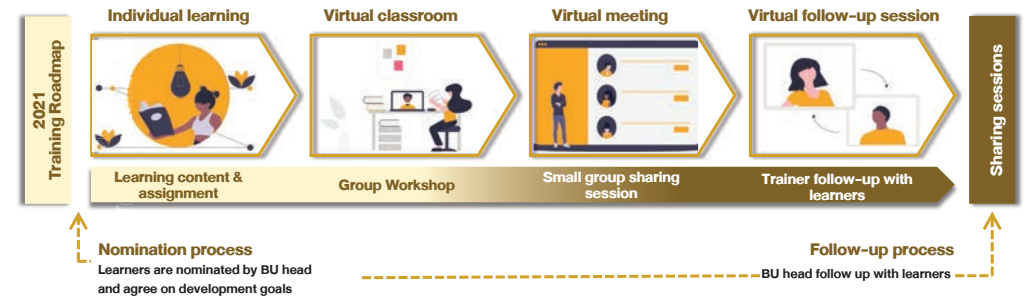 2021
Training Roadmap
Individual learning
Virtual classroom
Virtual meeting
Virtual follow-up session
Learning content &
assignment
Group Workshop
Small group sharing
session
Trainer follow-up with
learners
Sharing sessions
Nomination process
Learners are nominated by BU head
and agree on development goals
Follow-up process
BU head follow up with learners